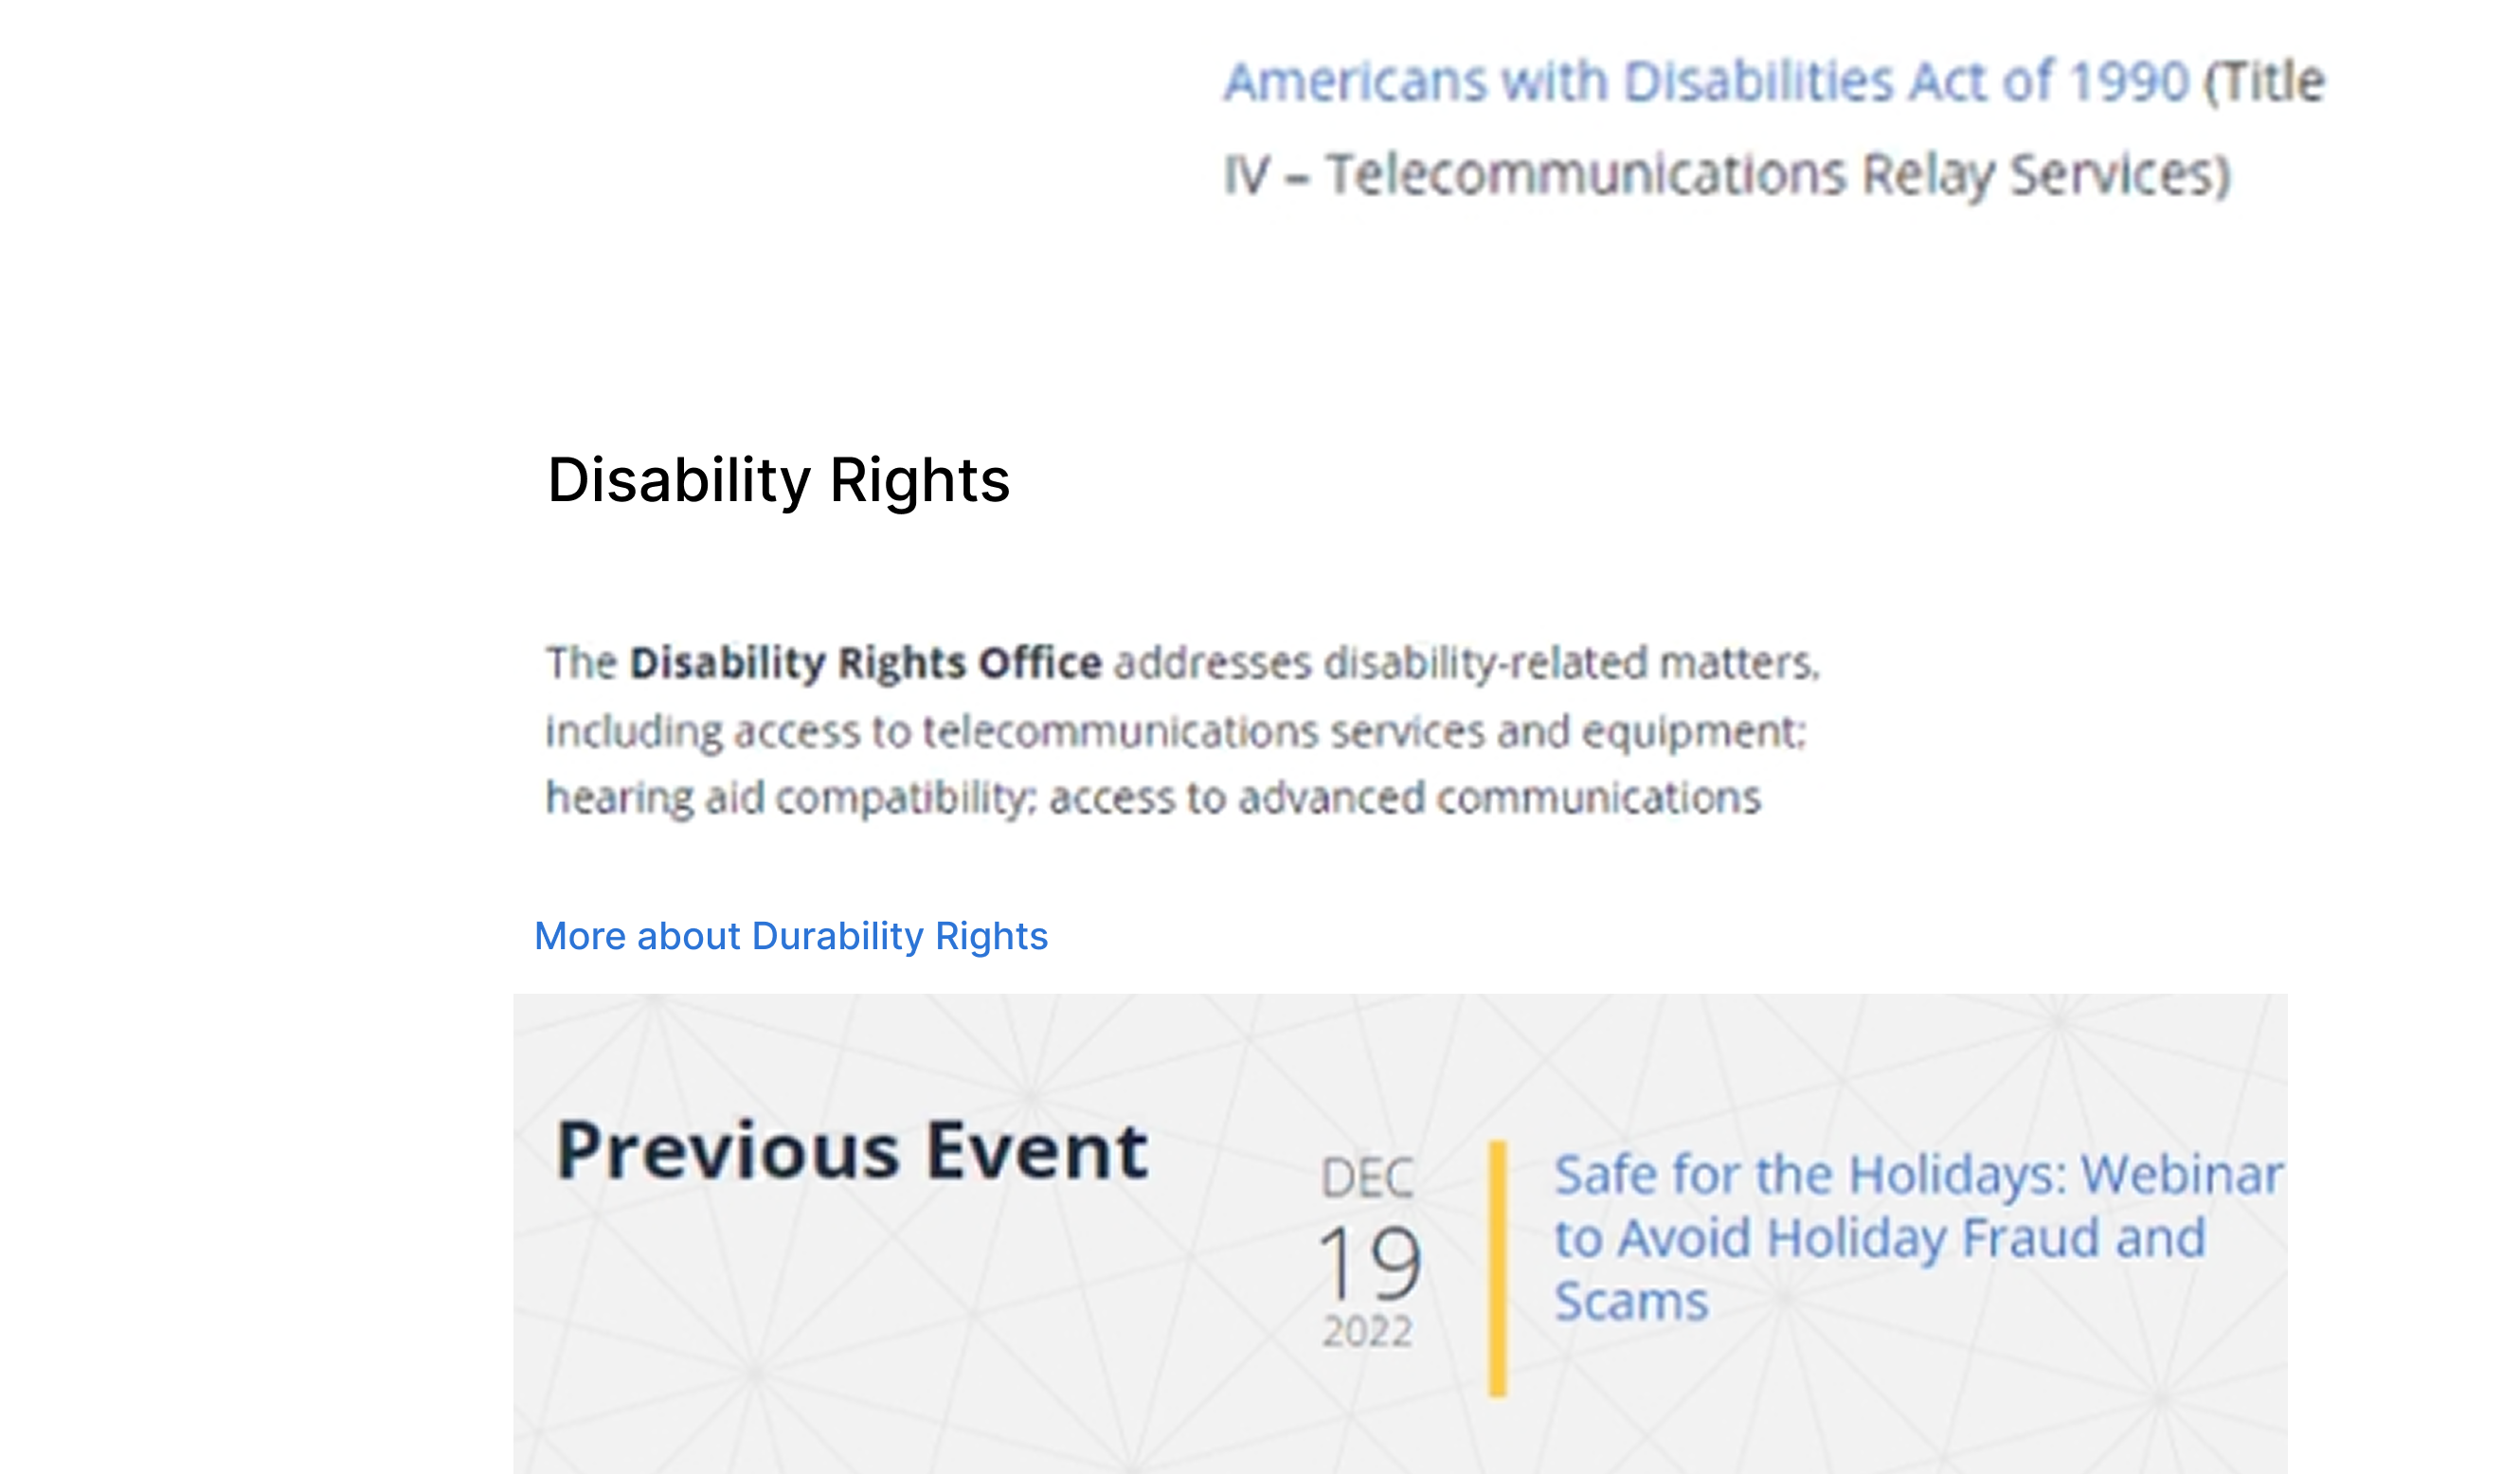 Americans with Disabilities Act of 1990 (Title
IV – Telecommunications Relay Services)
Disability Rights
The Disability Rights Office addresses disability-related matters,
including access to telecommunications services and equipment;
hearing aid compatibility; access to advanced communications
More about Durability Rights
Previous Event
DEC
19
2022
Safe for the Holidays: Webinar
to Avoid Holiday Fraud and
Scams